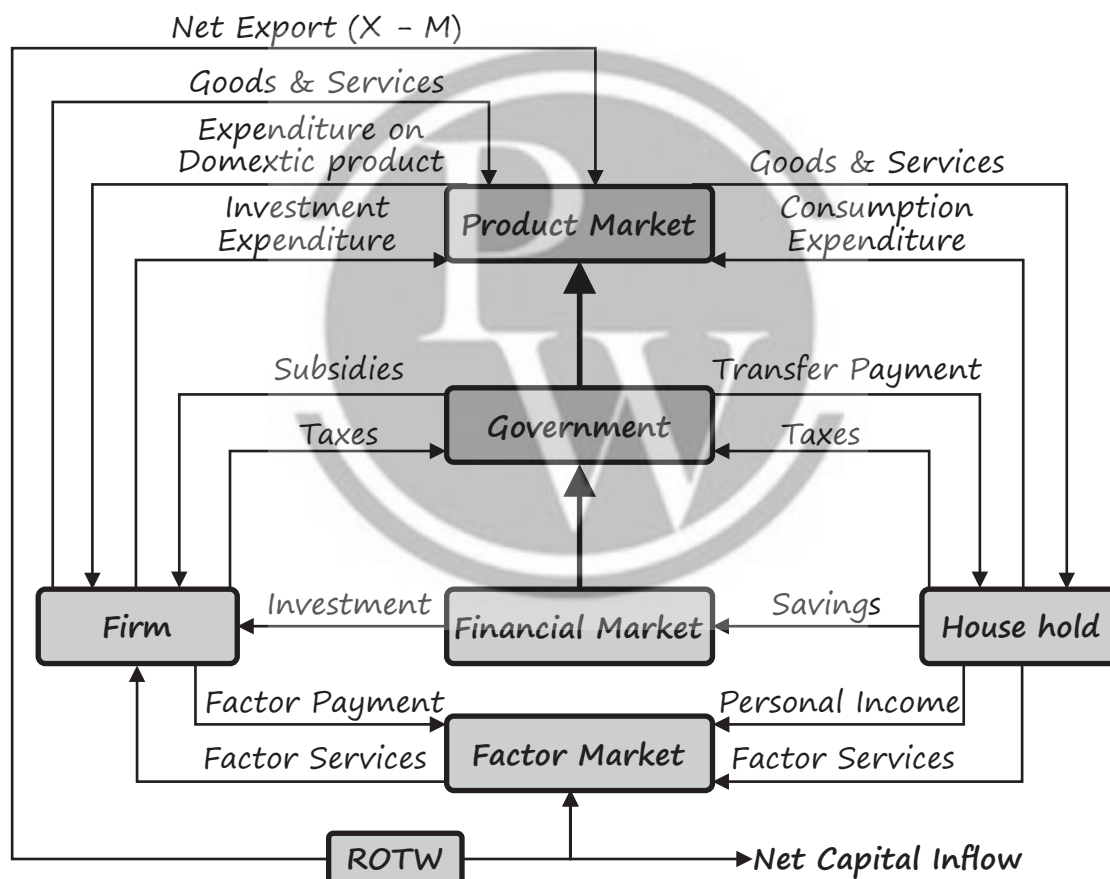 Net Export (X - M)
Goods & Services
Expenditure on
Domextic product
Goods & Services
Investment
Expenditure
Product Market
Consumption
Expenditure
Subsidies
Transfer Payment
Government
Taxes
Taxes
Firm
Investment
Financial Market
Savings
House hold
Factor Payment
Personal Income
Factor Market
Factor Services
Factor Services
ROTW
Net Capital Inflow
PW